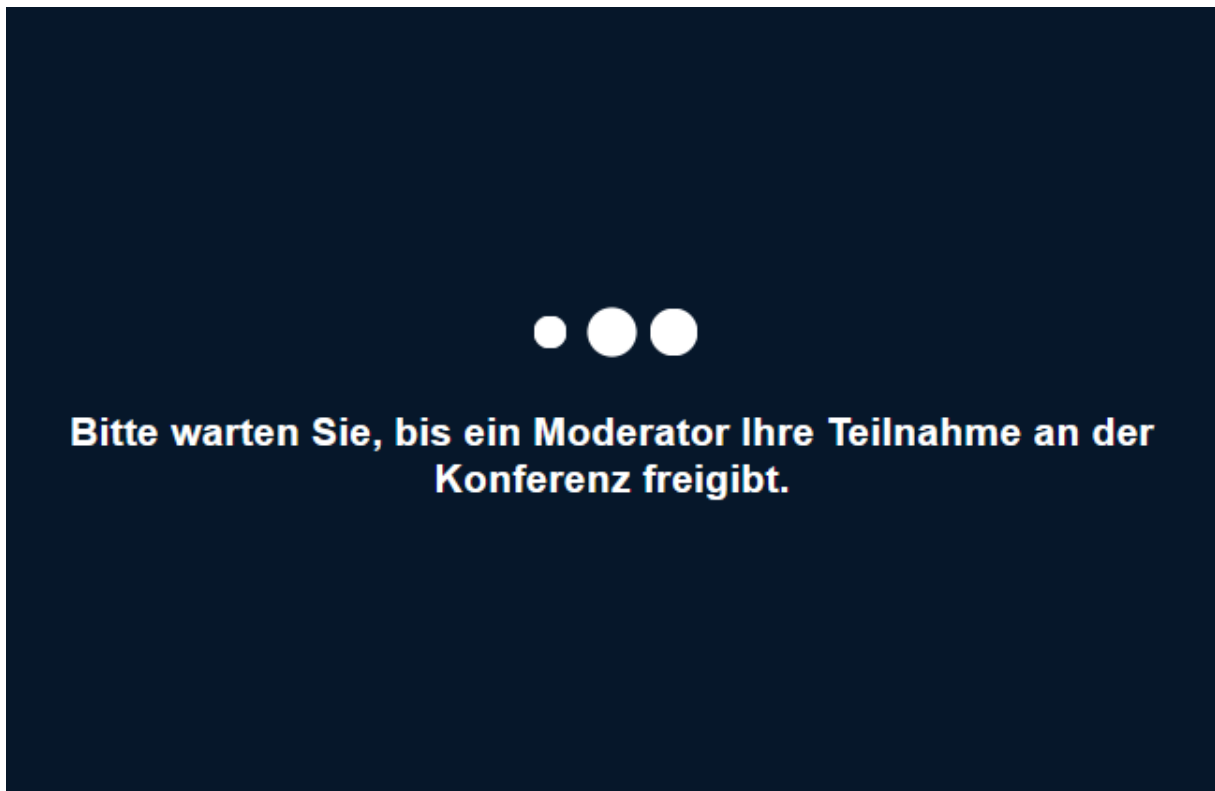 Bitte warten Sie, bis ein Moderator Ihre Teilnahme an der
Konferenz freigibt.